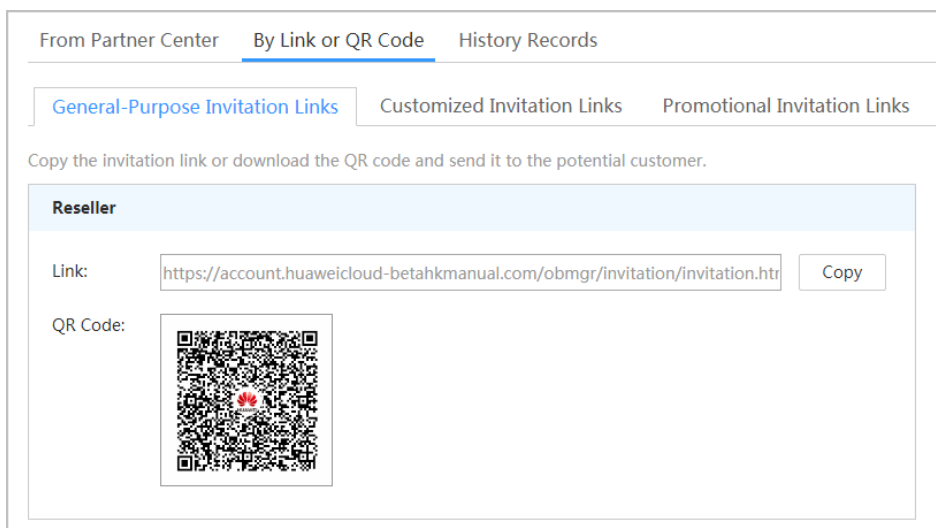 From Partner Center By Link or QR Code History Records
General-Purpose Invitation Links Customized Invitation Links Promotional Invitation Links
Copy the invitation link or download the QR code and send it to the potential customer.
Reseller
Link: https://account.huaweicloud-betahkmanual.com/obmgr/invitation/invitation.htr Copy
QR Code:
HUAWEI